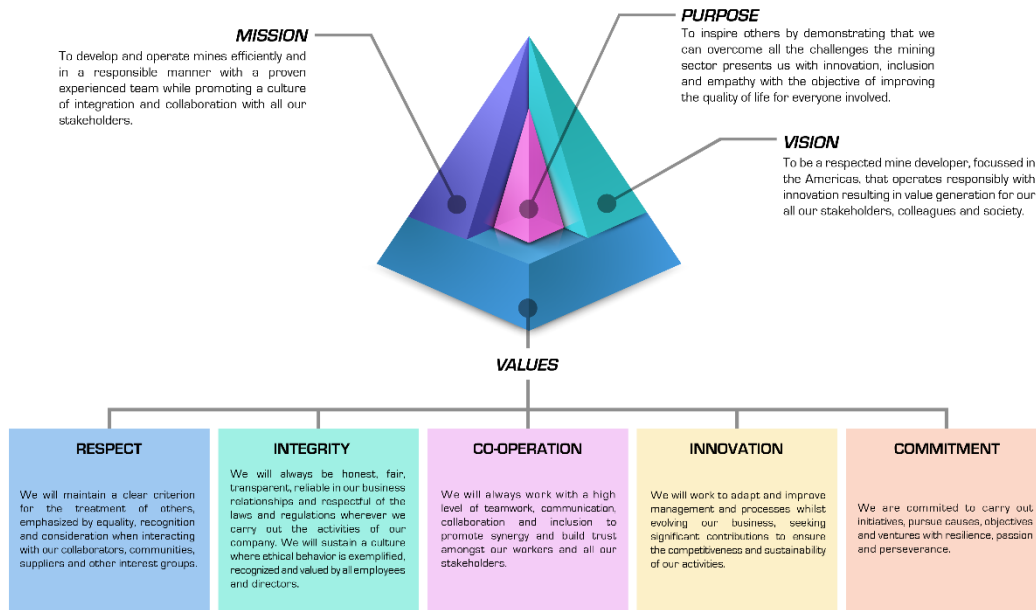 MISSION
To develop and operate mines efficiently and
in a responsible manner with a proven
experienced team while promoting a culture
of integration and collaboration with all our
stakeholders.
PURPOSE
To inspire others by demonstrating that we
can overcome all the challenges the mining
sector presents us with innovation, inclusion
and empathy with the objective of improving
the quality of life for everyone involved.
VISION
To be a respected mine developer, focussed in
the Americas, that operates responsibly with
innovation resulting in value generation for our
all our stakeholders, colleagues and society.
VALUES
RESPECT
We will maintain a clear criterion
for the treatment of others,
emphasized by equality, recognition
and consideration when interacting
with our collaborators, communities,
suppliers and other interest groups.
INTEGRITY
We will always be honest, fair,
transparent, reliable in our business
relationships and respectful of the
laws and regulations wherever we
carry out the activities of our
company. We will sustain a culture
where ethical behavior is exemplified,
recognized and valued by all employees
and directors.
CO-OPERATION
We will always work with a high
level of teamwork, communication,
collaboration and inclusion to
promote synergy and build trust
amongst our workers and all our
stakeholders.
INNOVATION
We will work to adapt and improve
management and processes whilst
evolving our business, seeking
significant contributions to ensure
the competitiveness and sustainability
of our activities.
COMMITMENT
We are commited to carry out
initiatives, pursue causes, objectives
and ventures with resilience, passion
and perseverance.